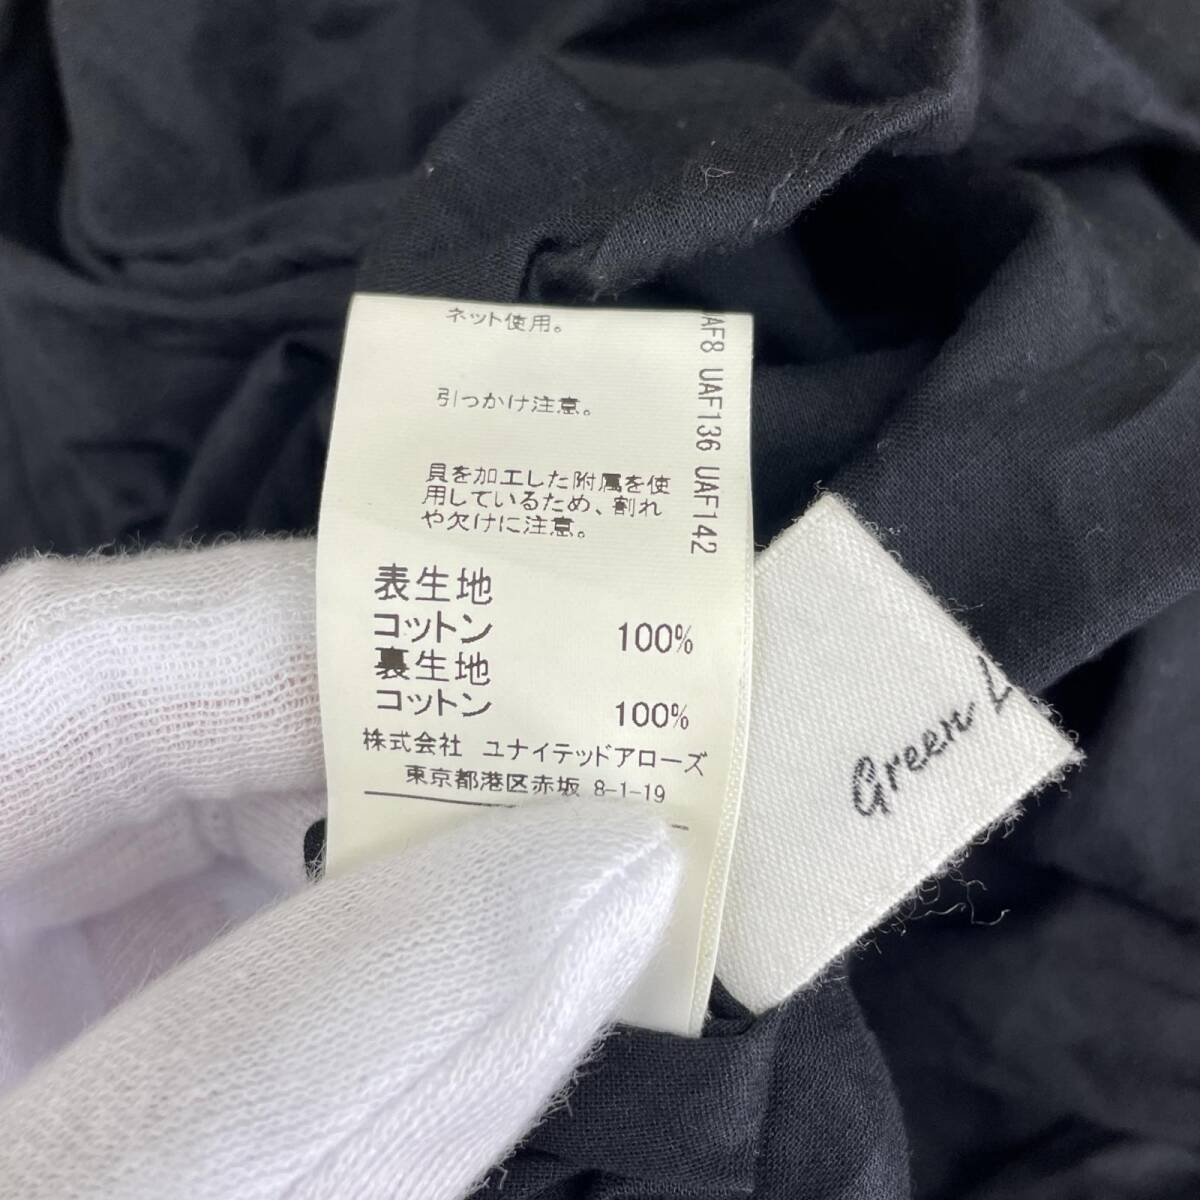 ネット使用。
引っかけ注意。
貝を加工した附属を使
用しているため、割れ
や欠けに注意。
表生地
コットン 100%
裏生地
コットン 100%
株式会社 ユナイテッドアローズ
東京都港区赤坂 8-1-19
UAF136 UAF142
Green